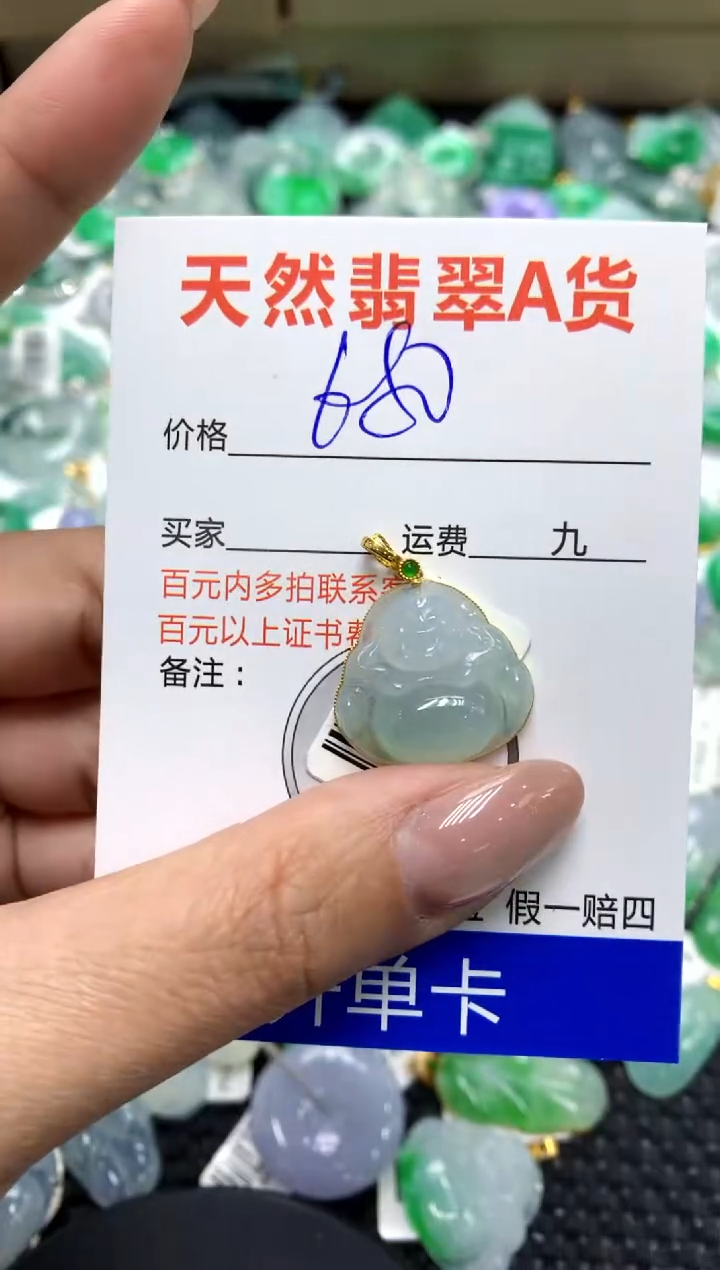 天然翡翠A货
价格 680
买家 运费 九
百元内多拍联系
百元以上证书
备注：
假一赔四
单卡